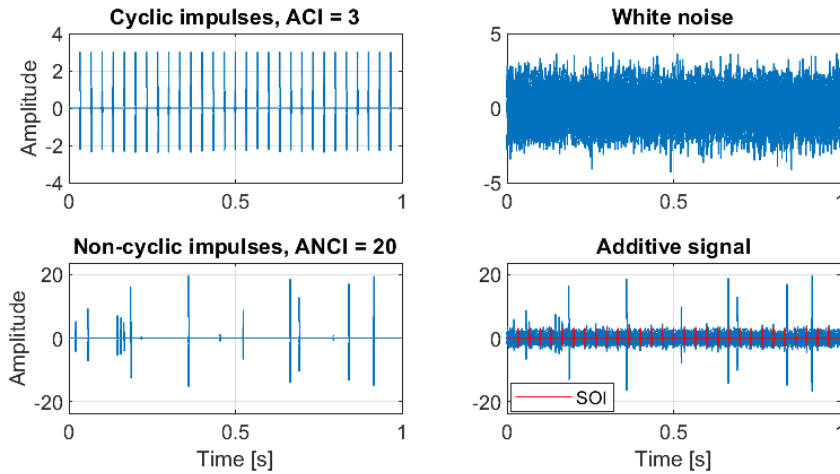 Cyclic impulses, ACI = 3
White noise
Amplitude
4
2
0
-2
-4
0
0.5
1
5
0
-5
0
0.5
1
Non-cyclic impulses, ANCI = 20
Additive signal
Amplitude
20
0
-20
0
0.5
1
Time [s]
20
0
-20
SOI
0
0.5
1
Time [s]